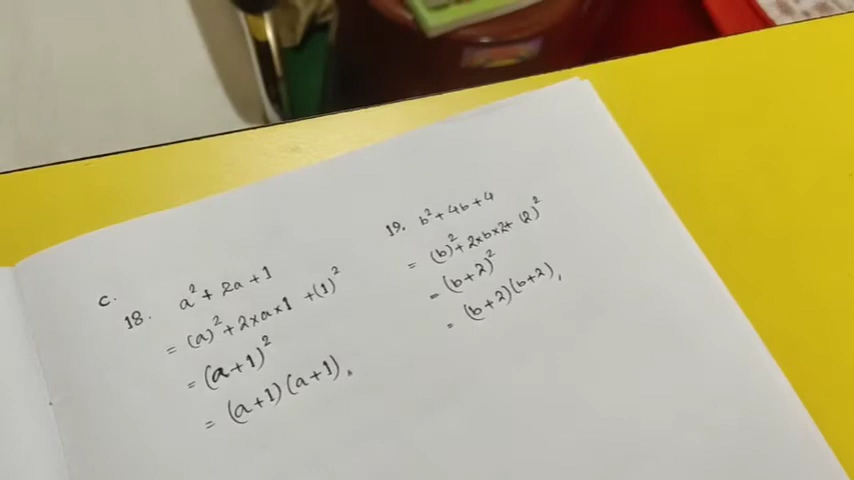 C.
18. a² + 2a + 1
= (a)² + 2×a×1 + (1)²
= (a+1)²
= (a+1)(a+1),
19. b² + 4b + 4
= (b)² + 2×b×2 + (2)²
= (b+2)²
= (b+2)(b+2),